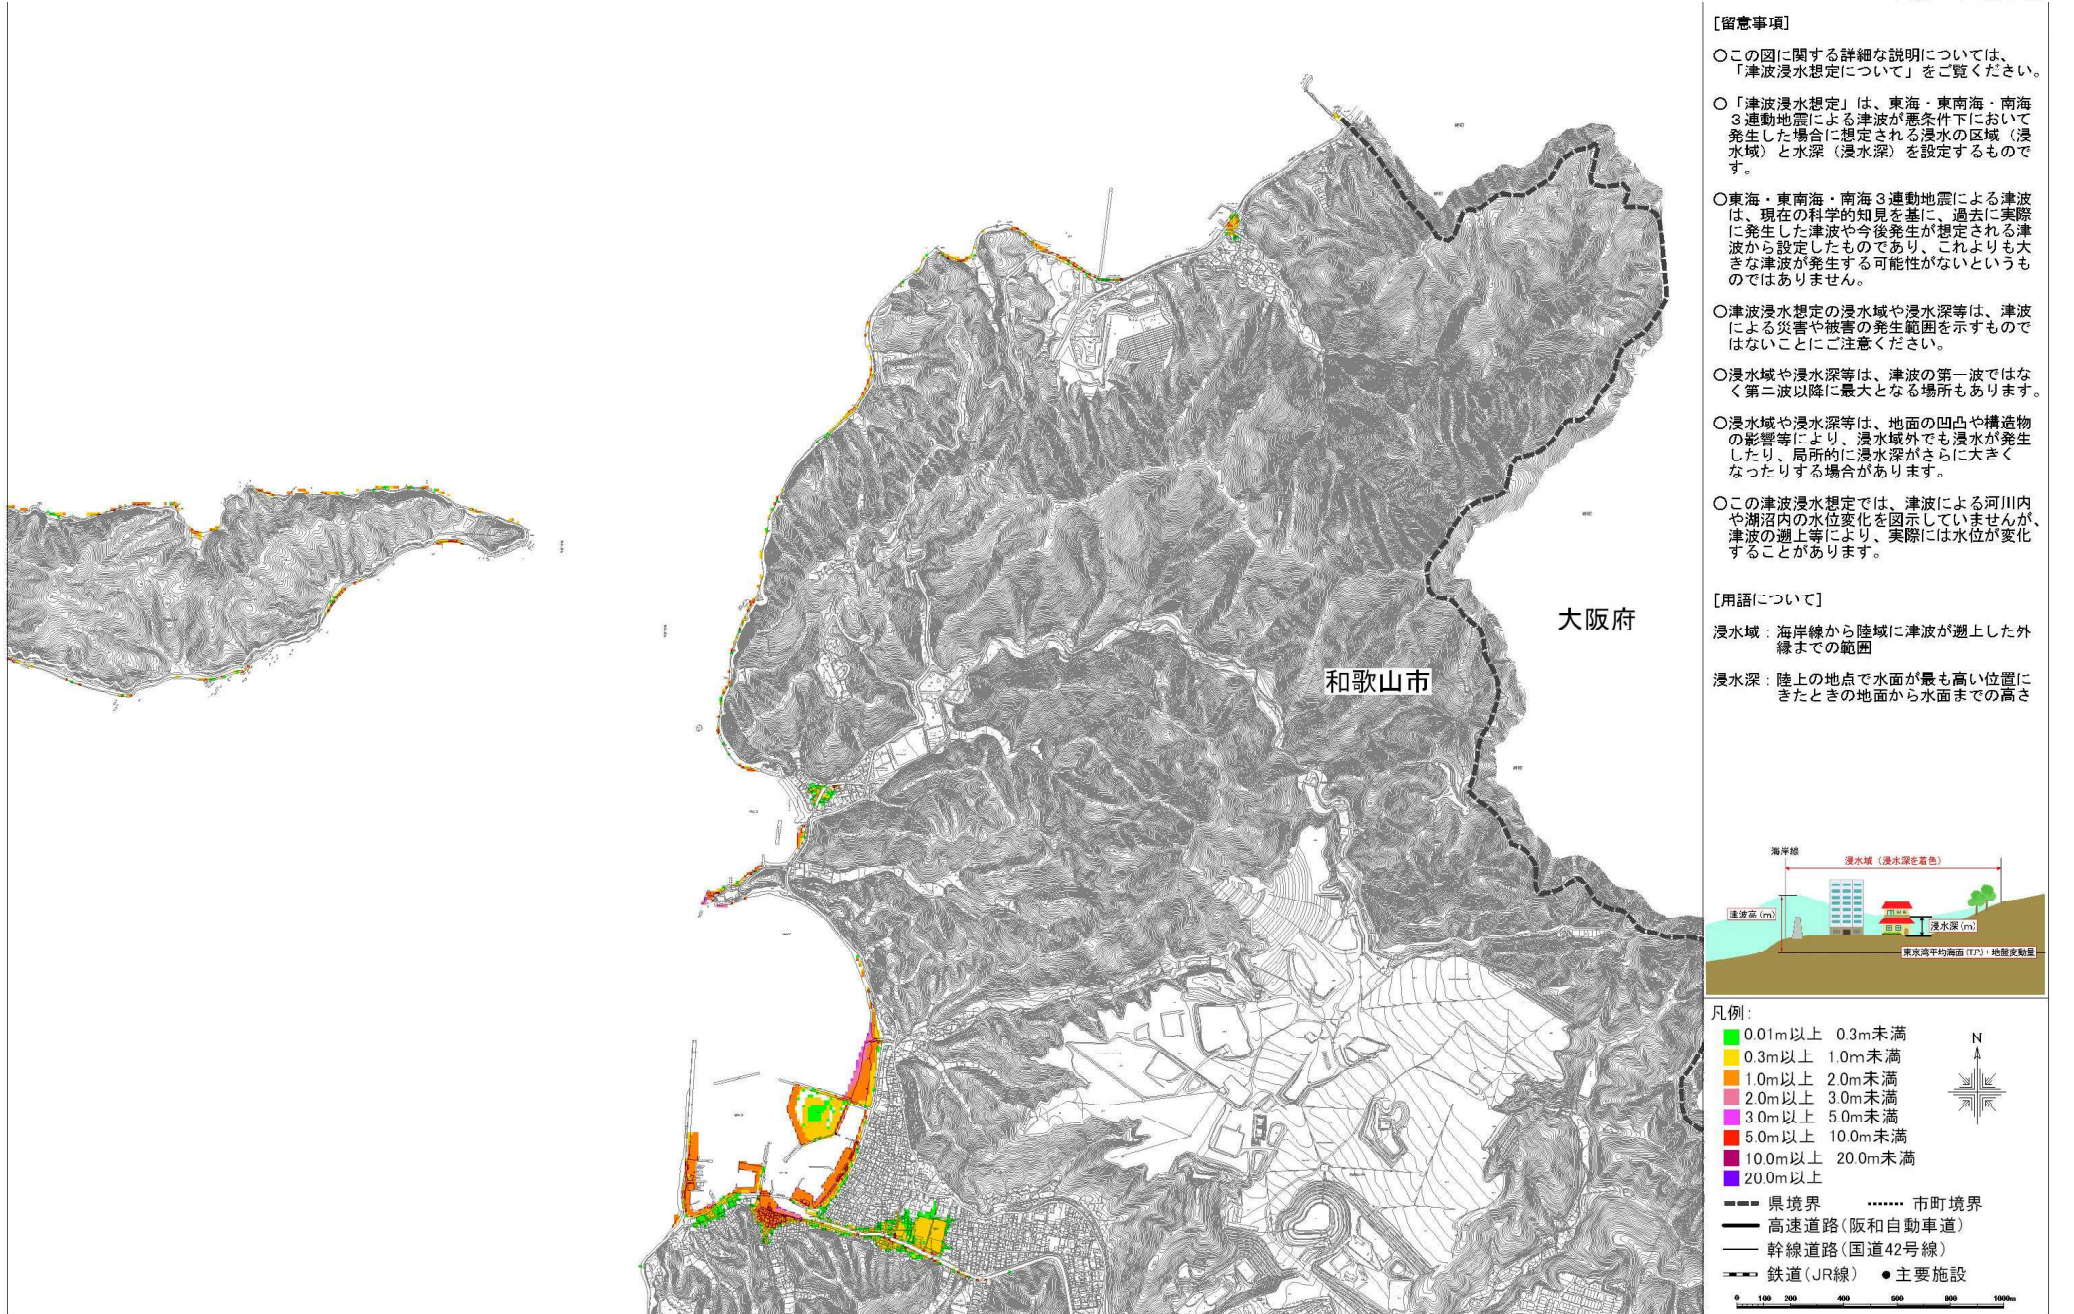 大阪府
和歌山市
[留意事項]
○この図に関する詳細な説明については、
「津波浸水想定について」をご覧ください。
○「津波浸水想定」は、東海・東南海・南海
３連動地震による津波が悪条件下において
発生した場合に想定される浸水の区域（浸
水域）と水深（浸水深）を設定するもので
す。
○東海・東南海・南海３連動地震による津波
は、現在の科学的知見を基に、過去に実際
に発生した津波や今後発生が想定される津
波から設定したものであり、これよりも大
きな津波が発生する可能性がないというも
のではありません。
○津波浸水想定の浸水域や浸水深等は、津波
による災害や被害の発生範囲を示すもので
はないことにご注意ください。
○浸水域や浸水深等は、津波の第一波ではな
く第二波以降に最大となる場所もあります。
○浸水域や浸水深等は、地面の凹凸や構造物
の影響等により、浸水域外でも浸水が発生
したり、局所的に浸水深がさらに大きく
なったりする場合があります。
○この津波浸水想定では、津波による河川内
や湖沼内の水位変化を図示していませんが、
津波の遡上等により、実際には水位が変化
することがあります。
[用語について]
浸水域：海岸線から陸域に津波が遡上した外
縁までの範囲
浸水深：陸上の地点で水面が最も高い位置に
きたときの地面から水面までの高さ
海岸線
浸水域（浸水深を着色）
津波高(m)
浸水深(m)
東京湾平均海面(T.P.)+地盤変動量
凡例:
0.01m以上 0.3m未満
0.3m以上 1.0m未満
1.0m以上 2.0m未満
2.0m以上 3.0m未満
3.0m以上 5.0m未満
5.0m以上 10.0m未満
10.0m以上 20.0m未満
20.0m以上
N
県境界 市町境界
高速道路(阪和自動車道)
幹線道路(国道42号線)
鉄道(JR線) ●主要施設
0 100 200 400 600 800 1000m